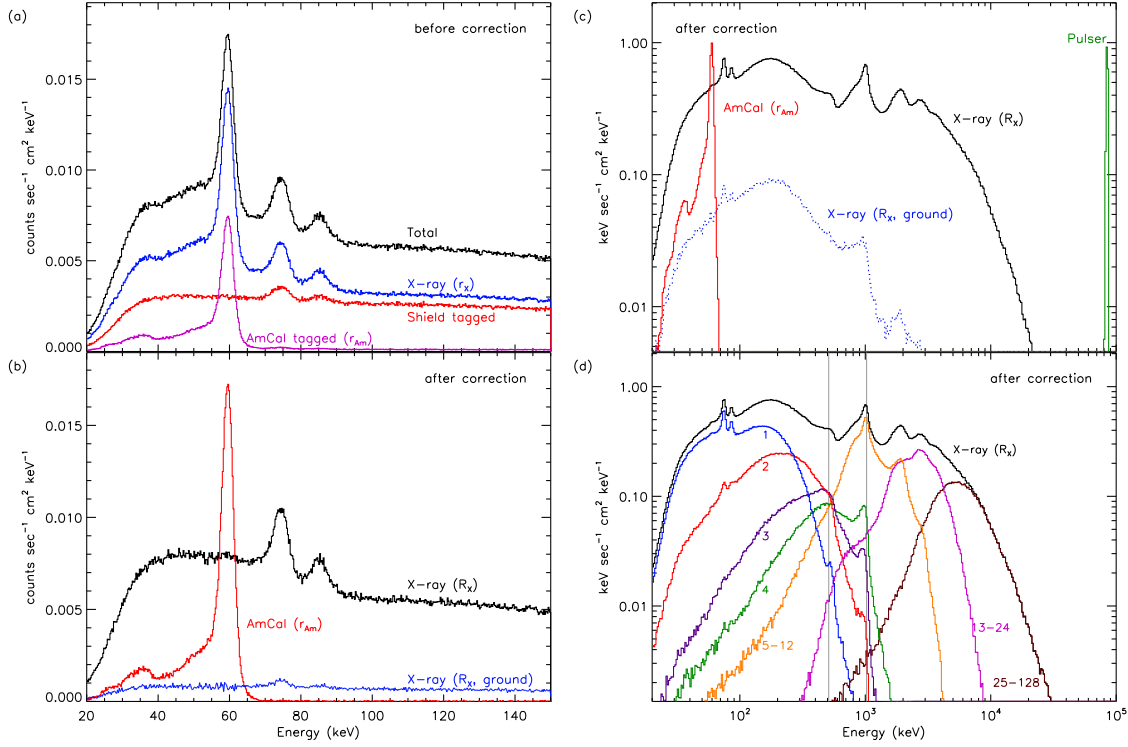 (a)
before correction
counts sec⁻¹ cm² keV⁻¹
0.015
0.010
0.005
0.000
Total
X-ray (rₓ)
Shield tagged
AmCal tagged (r_Am)
(b)
after correction
counts sec⁻¹ cm² keV⁻¹
0.015
0.010
0.005
0.000
X-ray (Rₓ)
AmCal (r_Am)
X-ray (Rₓ, ground)
20 40 60 80 100 120 140
Energy (keV)
(c)
after correction
Pulser
keV sec⁻¹ cm² keV⁻¹
1.00
0.10
0.01
AmCal (r_Am)
X-ray (Rₓ)
X-ray (Rₓ, ground)
(d)
after correction
keV sec⁻¹ cm² keV⁻¹
1.00
0.10
0.01
X-ray (Rₓ)
1
2
3
4
5-12
13-24
25-128
10² 10³ 10⁴ 10⁵
Energy (keV)